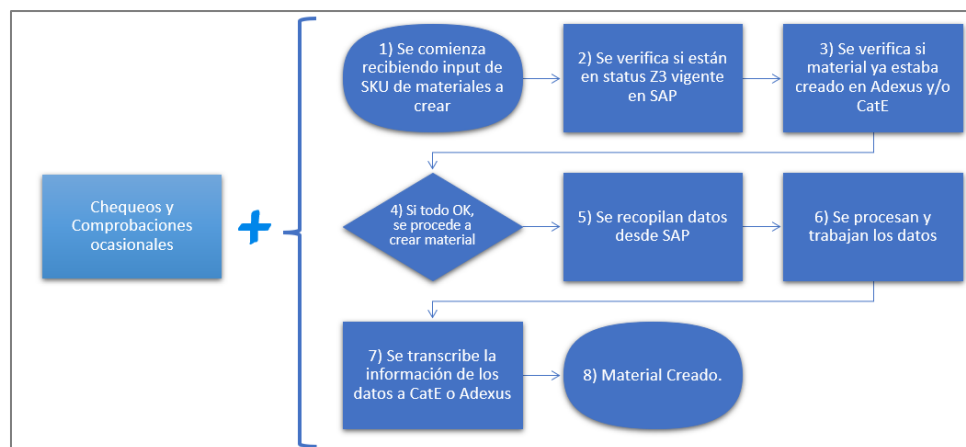 Chequeos y
Comprobaciones
ocasionales
+
1) Se comienza
recibiendo input de
SKU de materiales a
crear
2) Se verifica si están
en status Z3 vigente
en SAP
3) Se verifica si
material ya estaba
creado en Adexus y/o
CatE
4) Si todo OK,
se procede a
crear material
5) Se recopilan datos
desde SAP
6) Se procesan y
trabajan los datos
7) Se transcribe la
información de los
datos a CatE o Adexus
8) Material Creado.